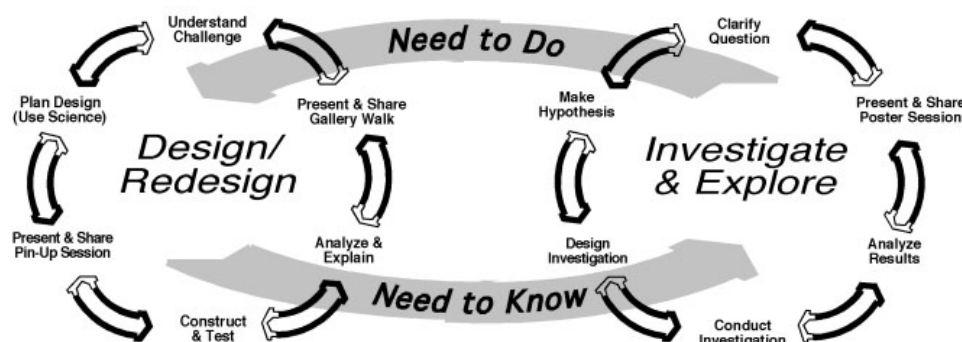 Understand
Challenge
Need to Do
Clarify
Question
Plan Design
(Use Science)
Present & Share
Gallery Walk
Make
Hypothesis
Present & Share
Poster Session
Design/
Redesign
Investigate
& Explore
Present & Share
Pin-Up Session
Analyze &
Explain
Design
Investigation
Analyze
Results
Need to Know
Construct
& Test
Conduct
Investigation